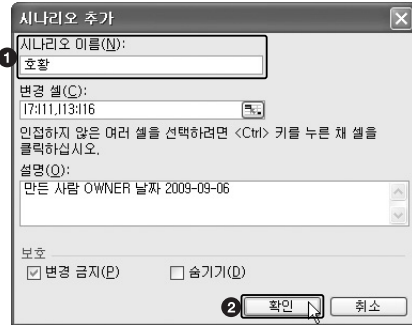 시나리오 추가
시나리오 이름(N):
❶
호황
변경 셀(C):
I7:I11,I13:I16
인접하지 않은 여러 셀을 선택하려면 <Ctrl> 키를 누른 채 셀을
클릭하십시오.
설명(O):
만든 사람 OWNER 날짜 2009-09-06
보호
변경 금지(P) 숨기기(D)
❷ 확인 취소